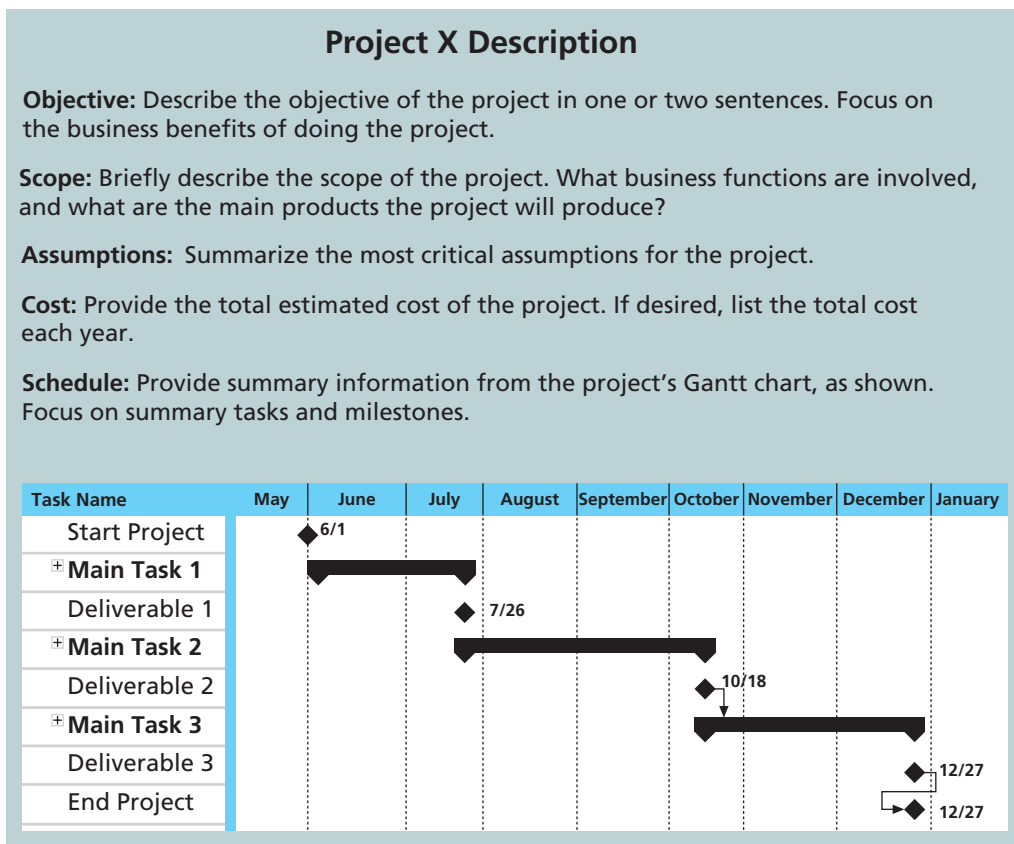 Project X Description
Objective: Describe the objective of the project in one or two sentences. Focus on
the business benefits of doing the project.
Scope: Briefly describe the scope of the project. What business functions are involved,
and what are the main products the project will produce?
Assumptions: Summarize the most critical assumptions for the project.
Cost: Provide the total estimated cost of the project. If desired, list the total cost
each year.
Schedule: Provide summary information from the project's Gantt chart, as shown.
Focus on summary tasks and milestones.
Task Name May June July August September October November December January
Start Project 6/1
Main Task 1
Deliverable 1 7/26
Main Task 2
Deliverable 2 10/18
Main Task 3
Deliverable 3 12/27
End Project 12/27